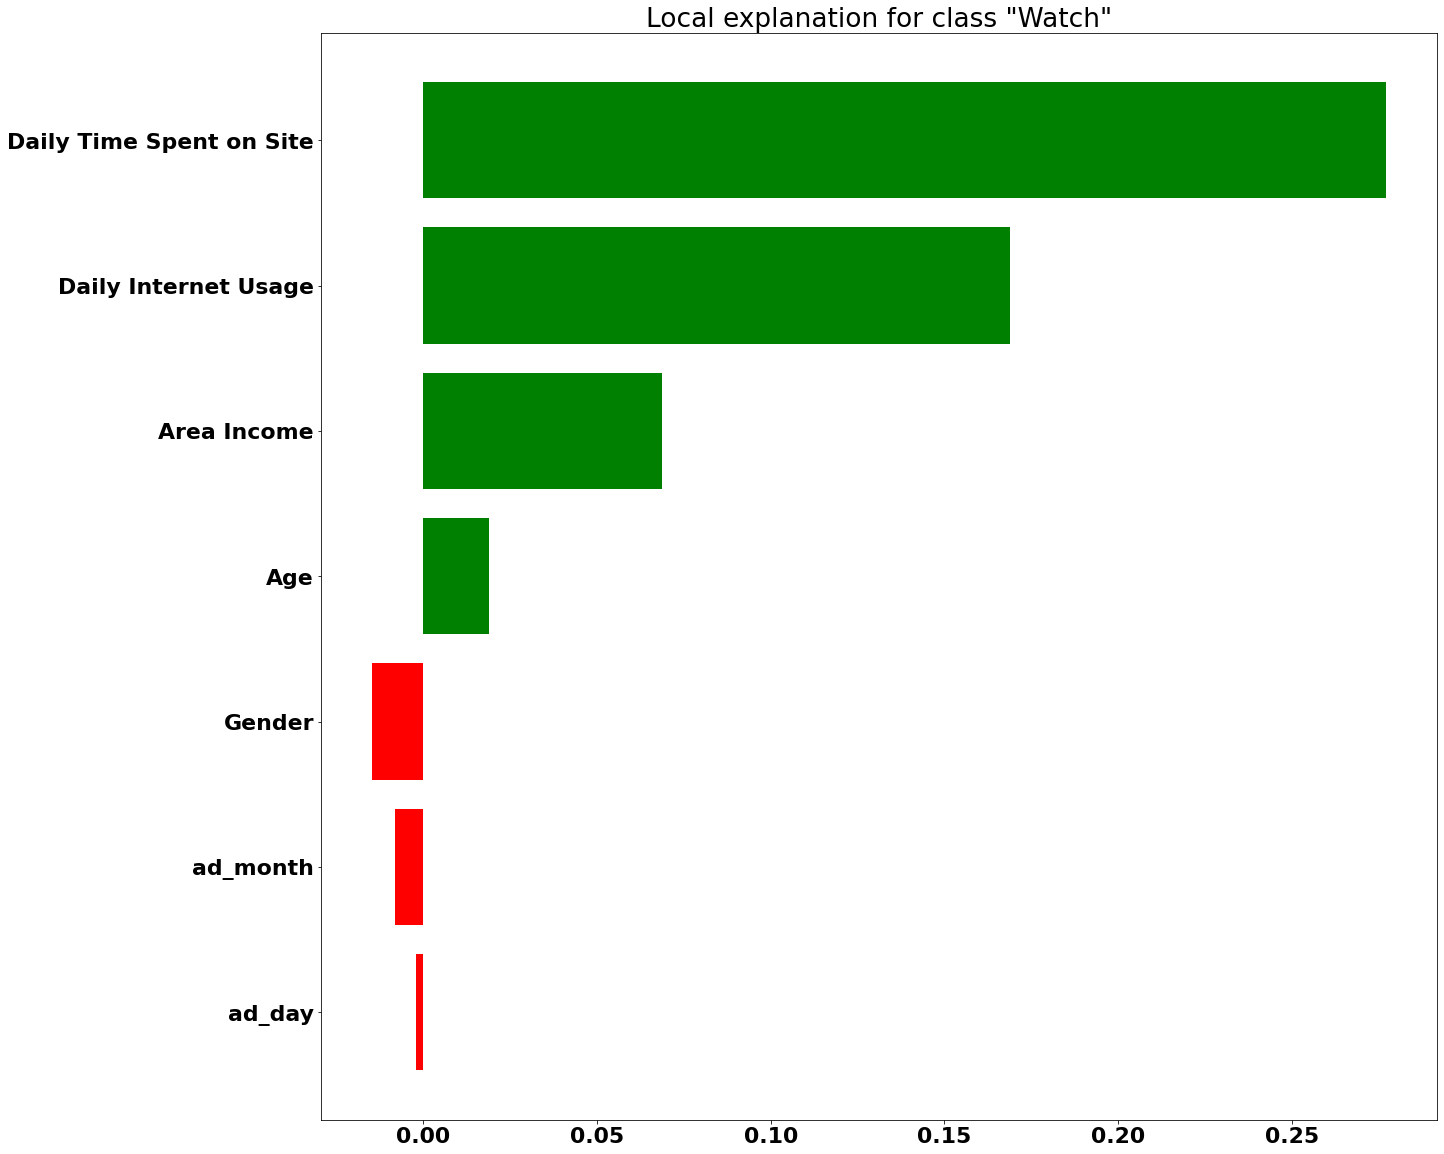 Local explanation for class "Watch"
Daily Time Spent on Site
Daily Internet Usage
Area Income
Age
Gender
ad_month
ad_day
0.00 0.05 0.10 0.15 0.20 0.25